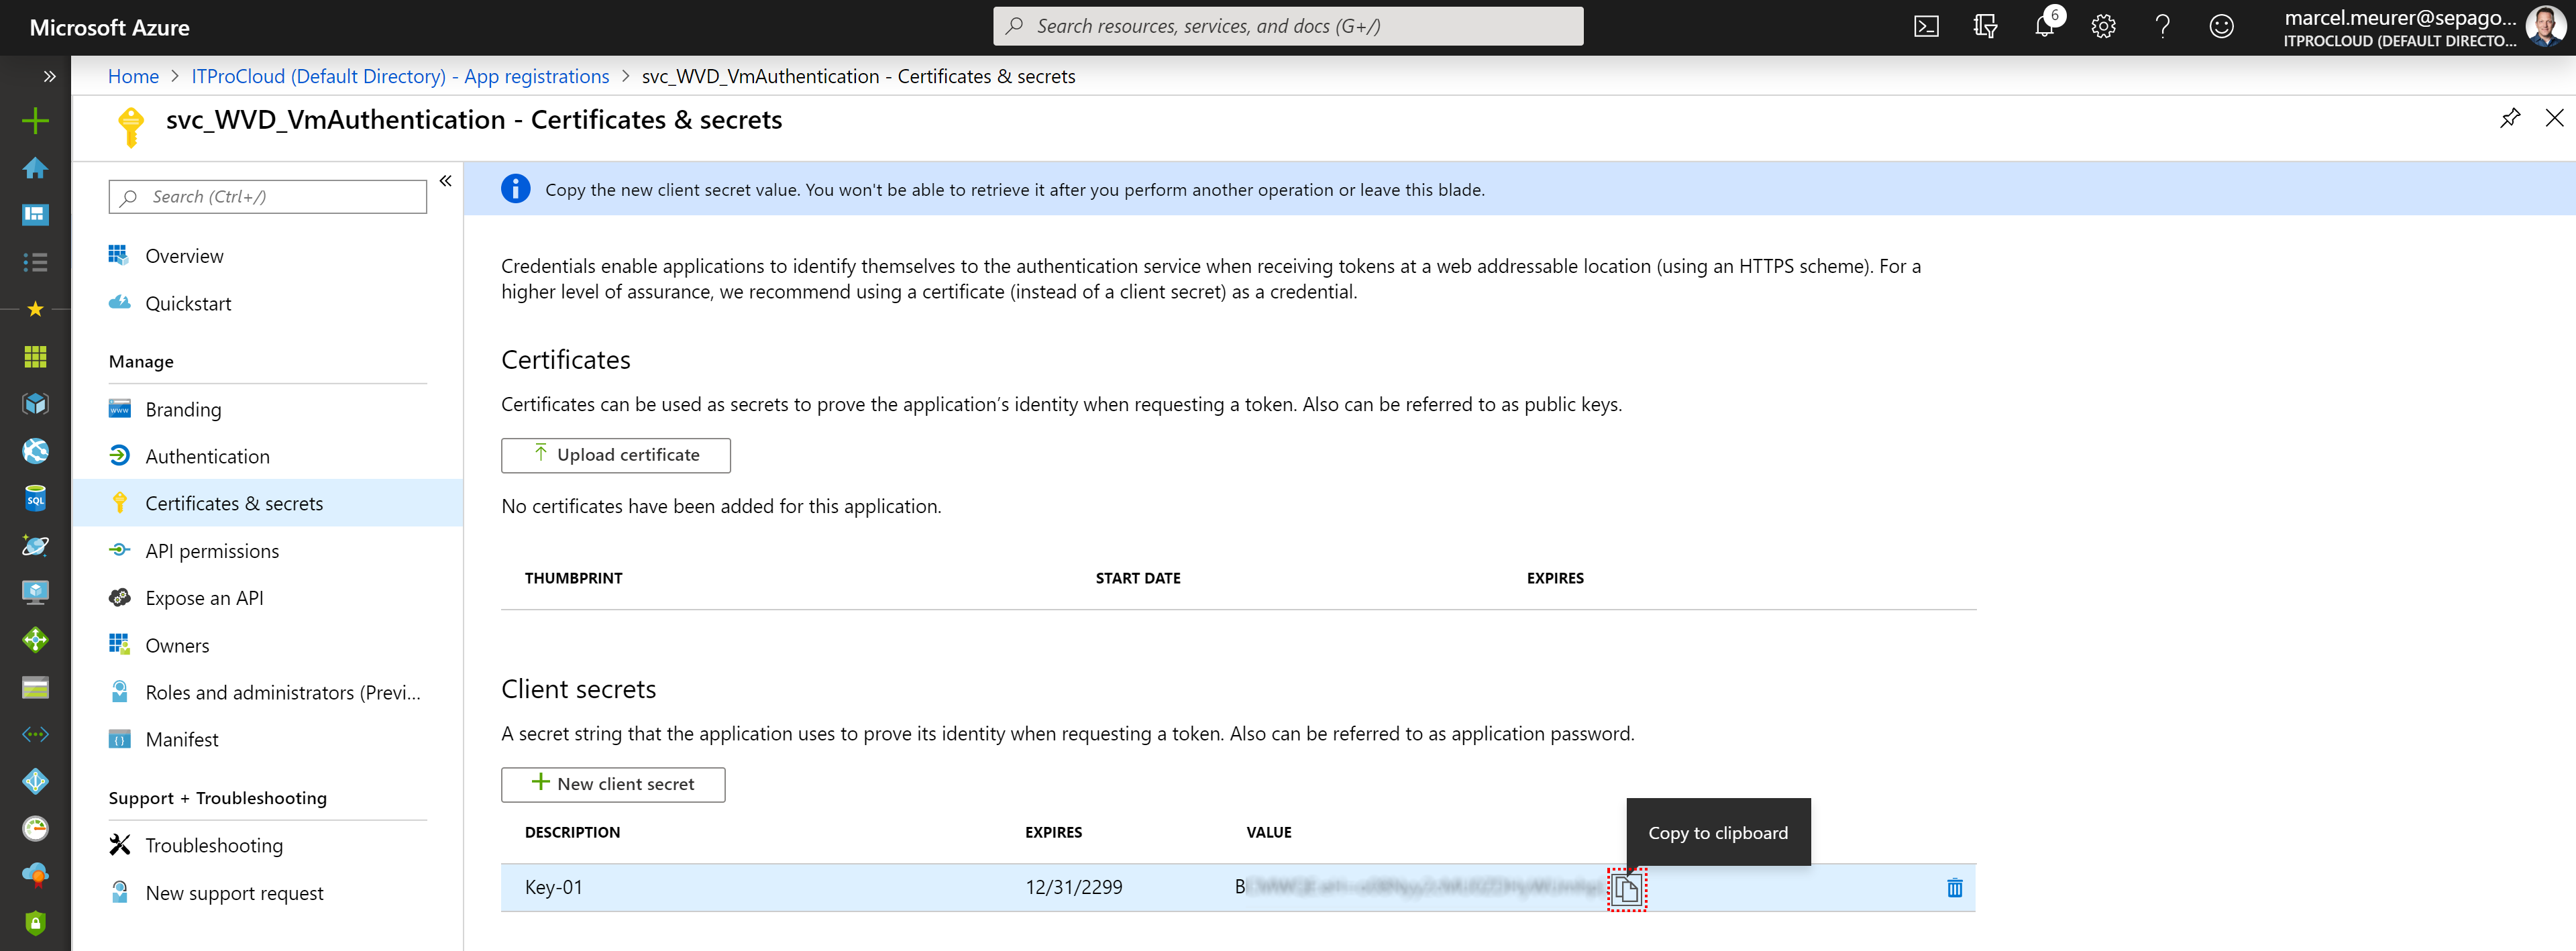 Microsoft Azure
Search resources, services, and docs (G+/)
6
marcel.meurer@sepago...
ITPROCLOUD (DEFAULT DIRECTO...
Home > ITProCloud (Default Directory) - App registrations > svc_WVD_VmAuthentication - Certificates & secrets
svc_WVD_VmAuthentication - Certificates & secrets
Search (Ctrl+/)
Overview
Quickstart
Manage
Branding
Authentication
Certificates & secrets
API permissions
Expose an API
Owners
Roles and administrators (Previ...
Manifest
Support + Troubleshooting
Troubleshooting
New support request
Copy the new client secret value. You won't be able to retrieve it after you perform another operation or leave this blade.
Credentials enable applications to identify themselves to the authentication service when receiving tokens at a web addressable location (using an HTTPS scheme). For a
higher level of assurance, we recommend using a certificate (instead of a client secret) as a credential.
Certificates
Certificates can be used as secrets to prove the application’s identity when requesting a token. Also can be referred to as public keys.
Upload certificate
No certificates have been added for this application.
THUMBPRINT START DATE EXPIRES
Client secrets
A secret string that the application uses to prove its identity when requesting a token. Also can be referred to as application password.
New client secret
DESCRIPTION EXPIRES VALUE
Copy to clipboard
Key-01 12/31/2299